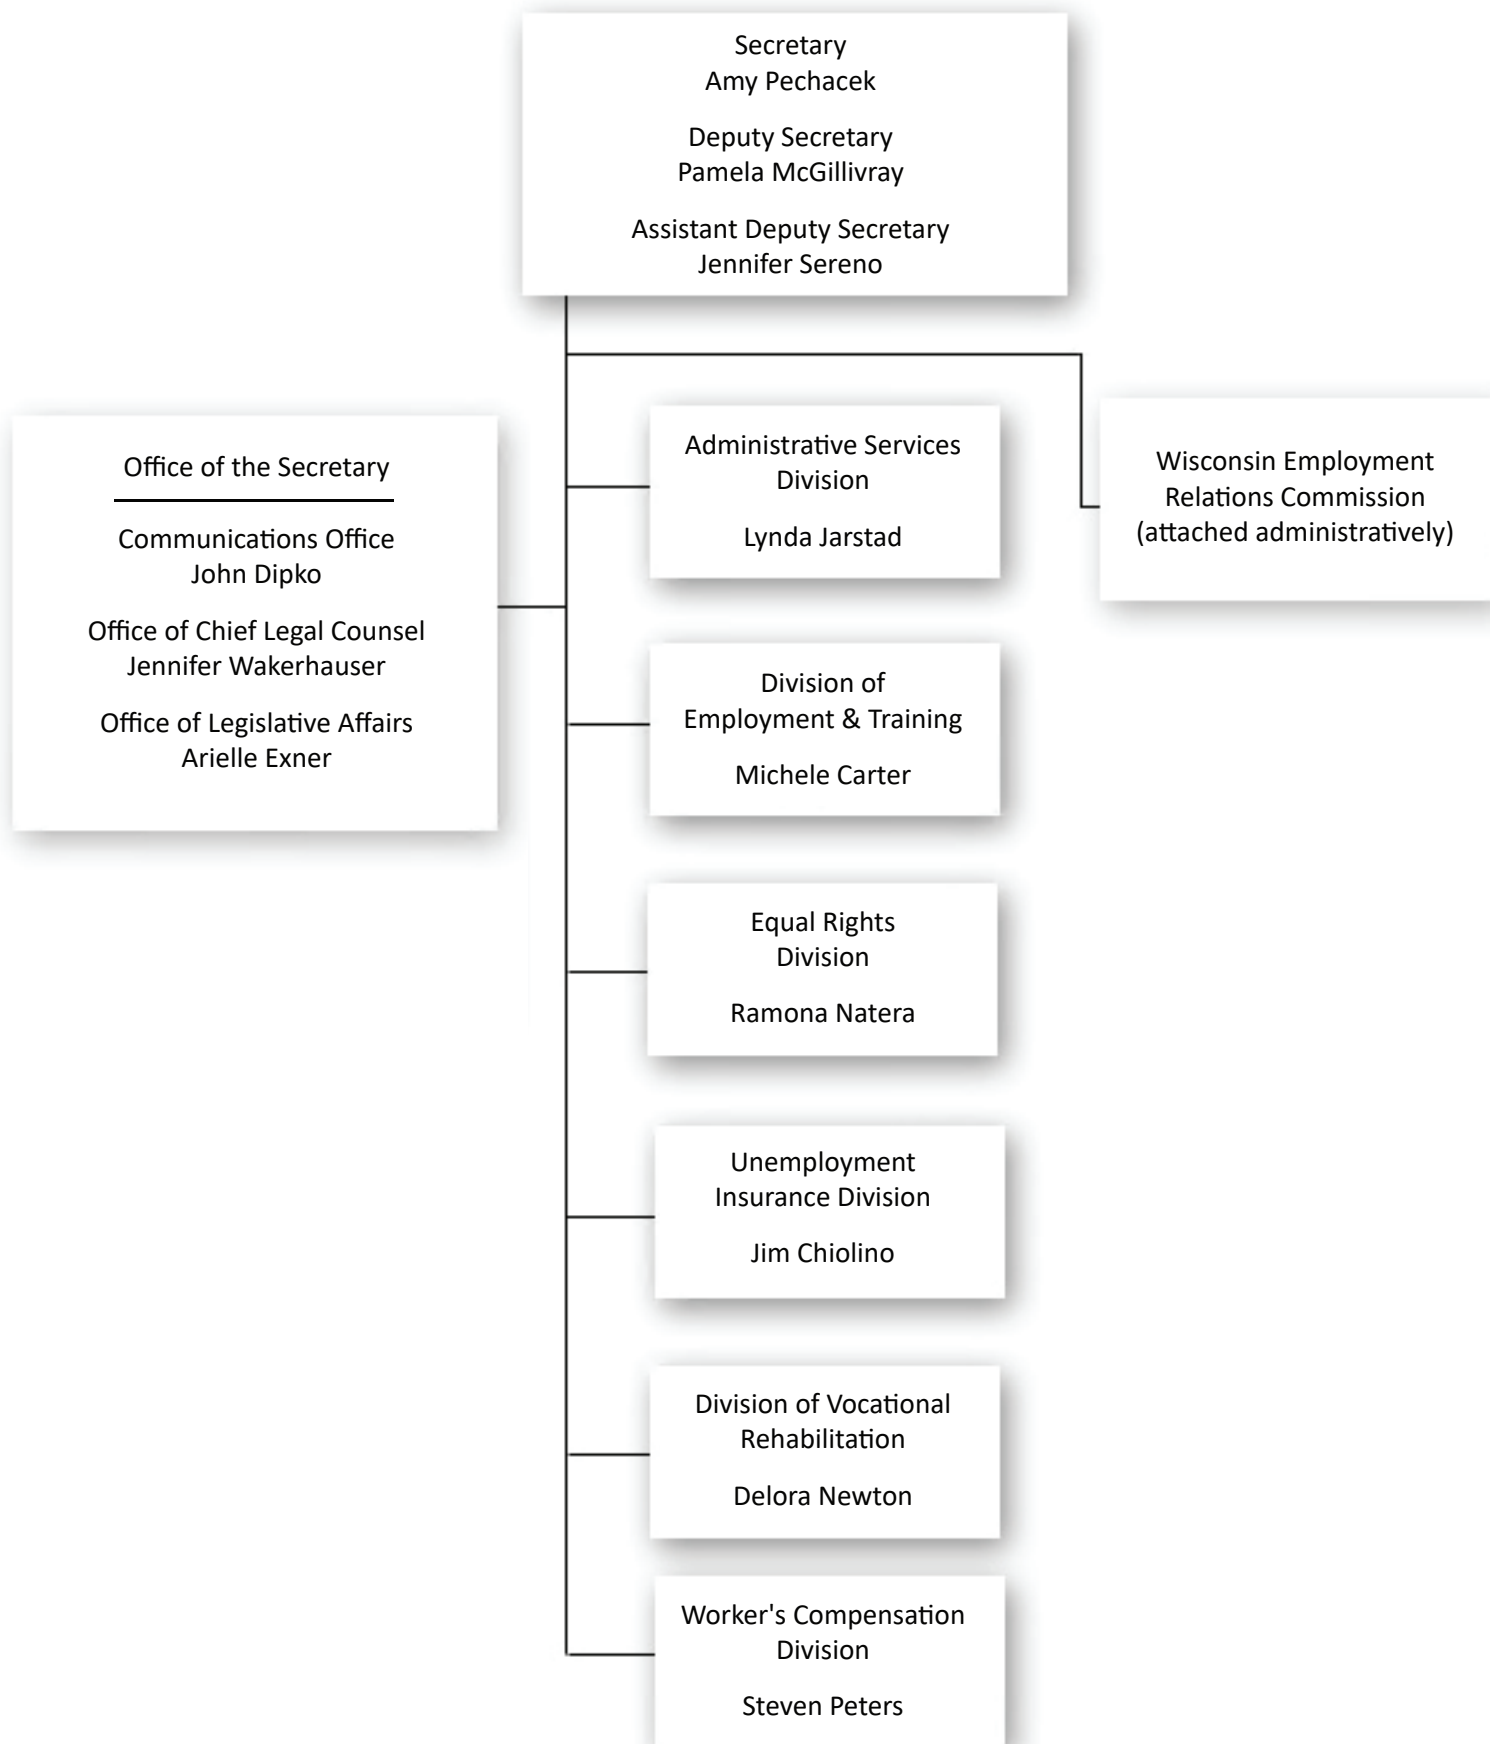 Secretary
Amy Pechacek
Deputy Secretary
Pamela McGillivray
Assistant Deputy Secretary
Jennifer Sereno
Office of the Secretary
Communications Office
John Dipko
Office of Chief Legal Counsel
Jennifer Wakerhauser
Office of Legislative Affairs
Arielle Exner
Administrative Services
Division
Lynda Jarstad
Wisconsin Employment
Relations Commission
(attached administratively)
Division of
Employment & Training
Michele Carter
Equal Rights
Division
Ramona Natera
Unemployment
Insurance Division
Jim Chiolino
Division of Vocational
Rehabilitation
Delora Newton
Worker's Compensation
Division
Steven Peters